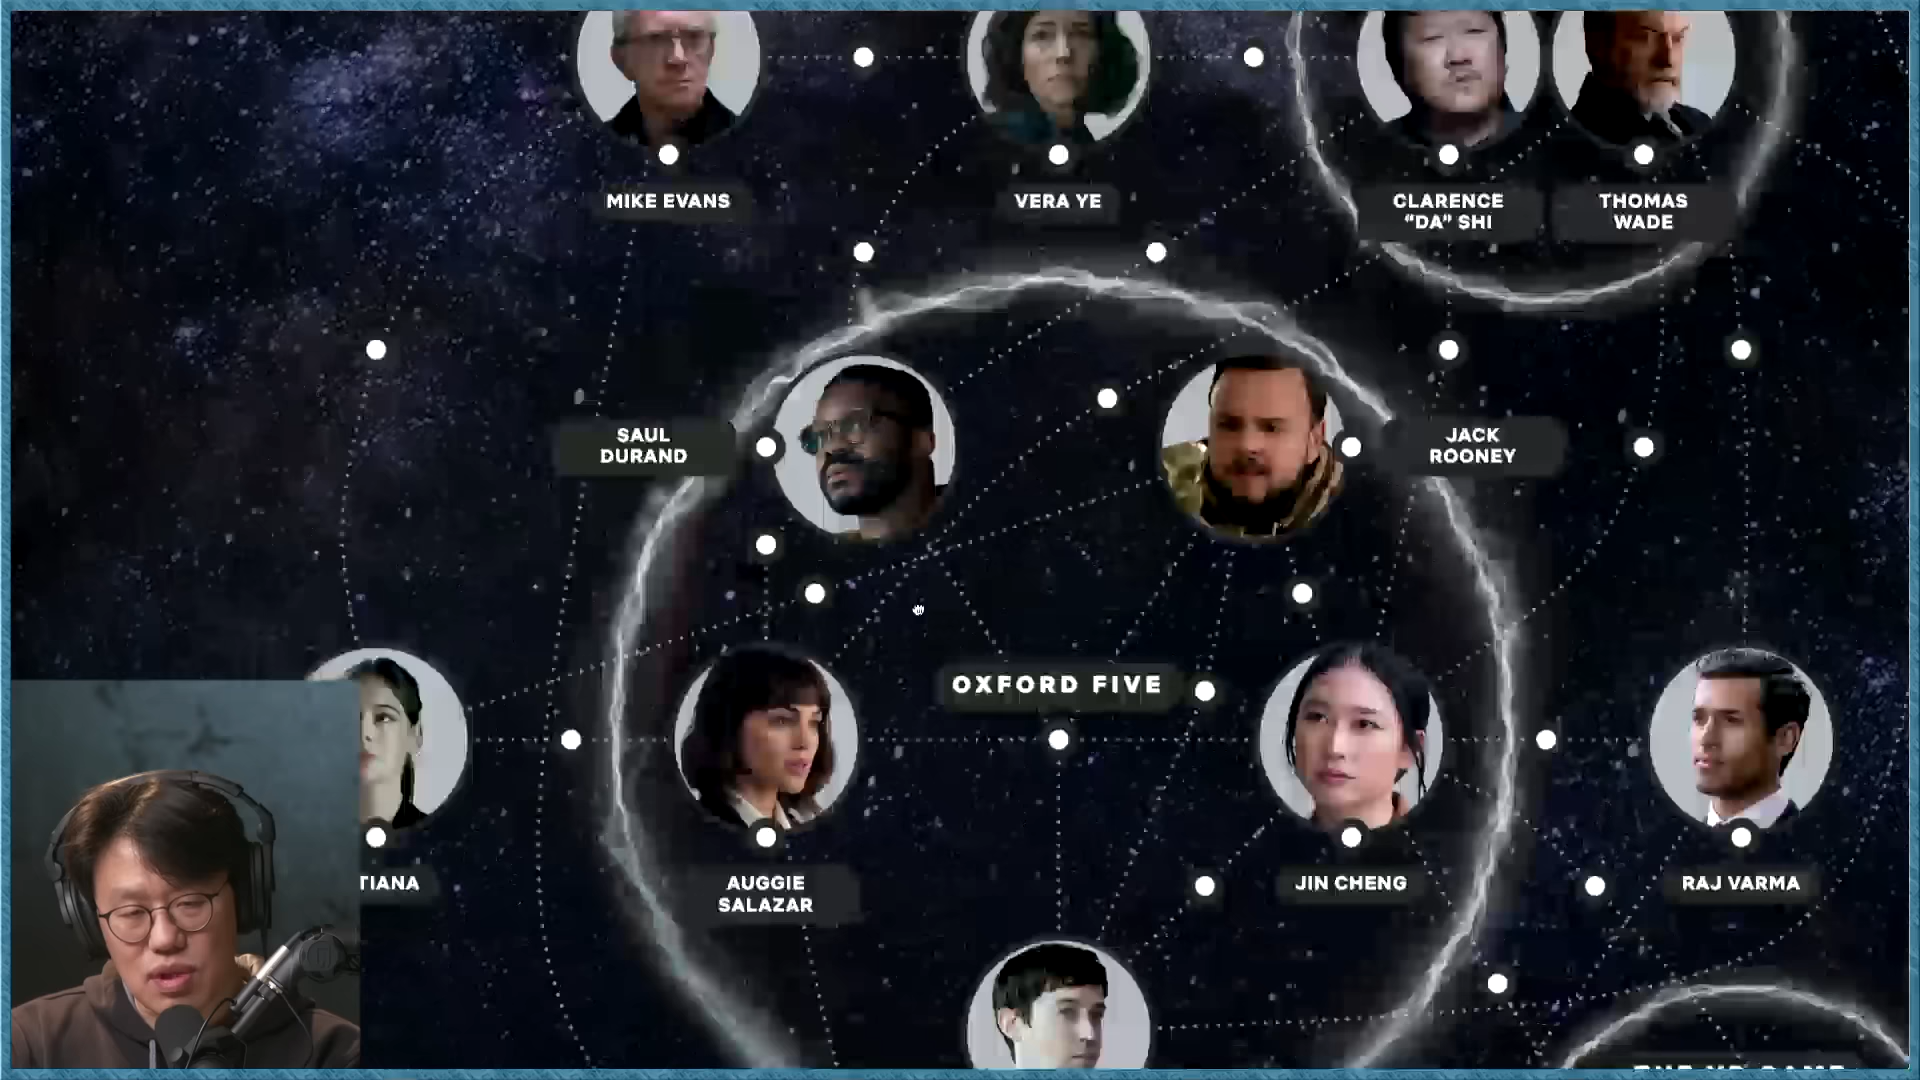 MIKE EVANS
VERA YE
CLARENCE
“DA” SHI
THOMAS
WADE
SAUL
DURAND
JACK
ROONEY
OXFORD FIVE
TIANA
AUGGIE
SALAZAR
JIN CHENG
RAJ VARMA